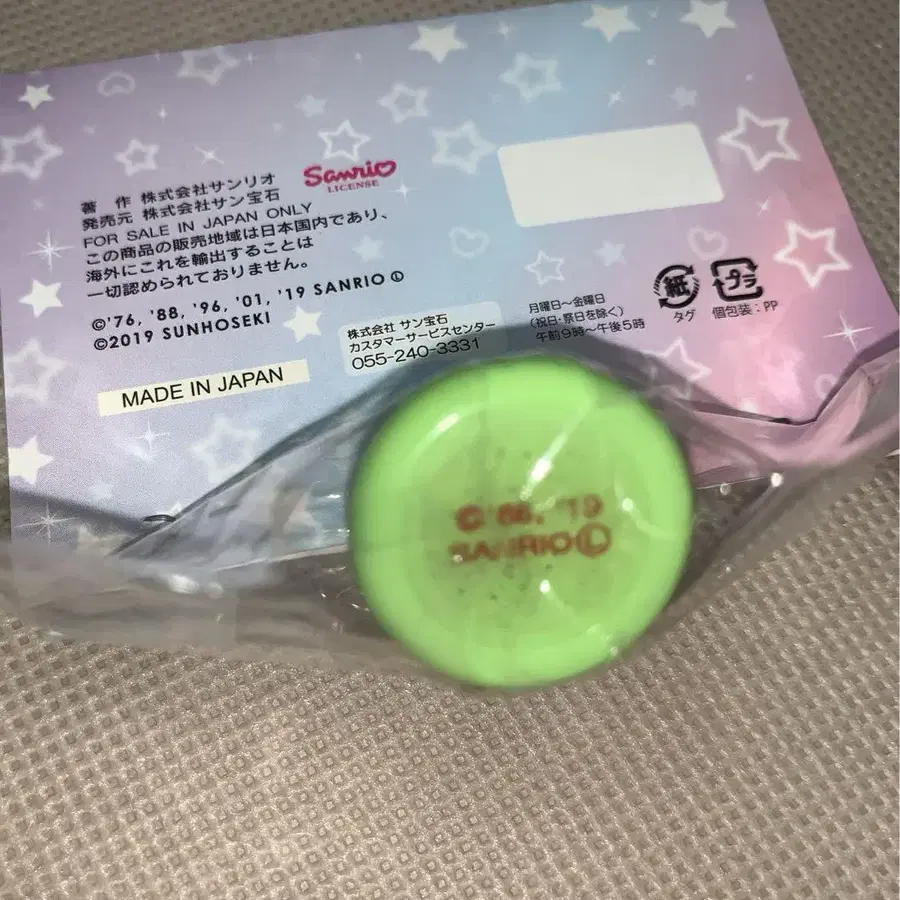 著 作 株式会社サンリオ
発売元 株式会社サン宝石
Sanrio
LICENSE
FOR SALE IN JAPAN ONLY
この商品の販売地域は日本国内であり、
海外にこれを輸出することは
一切認められておりません。
©'76, '88, '96, '01, '19 SANRIO Ⓛ
©2019 SUNHOSEKI
MADE IN JAPAN
株式会社 サン宝石
カスタマーサービスセンター
055-240-3331
月曜日〜金曜日
(祝日・祭日を除く)
午前9時〜午後5時
紙
タグ
プラ
個包装:PP
©'88, '19
SANRIO Ⓛ